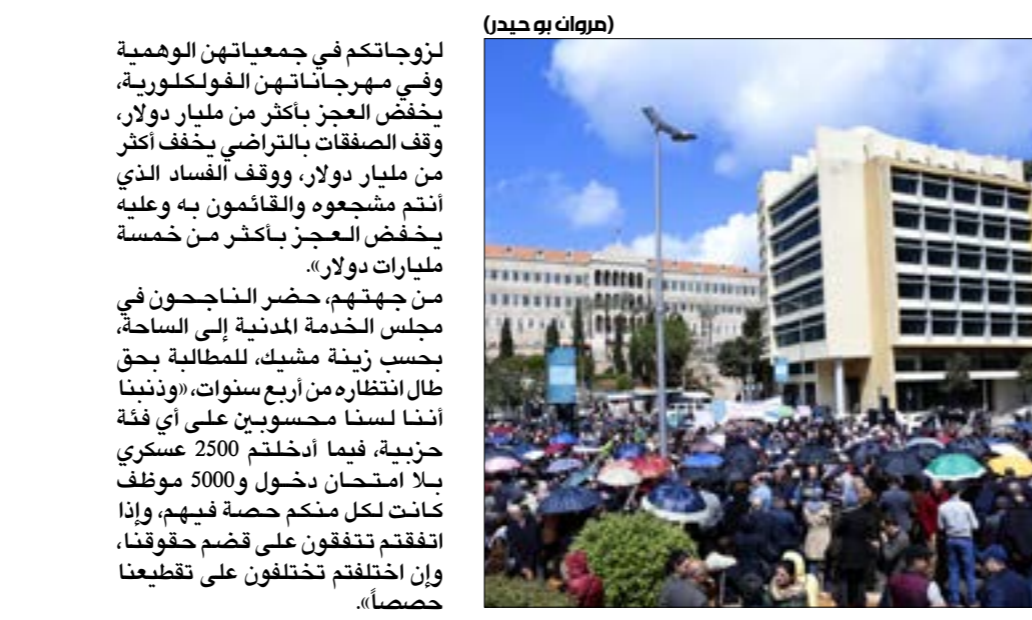 (مروان بو حيدر)
لزوجاتكم في جمعياتهن الوهمية
وفي مهرجاناتهن الفولكلورية،
يخفض العجز بأكثر من مليار دولار،
وقف الصفقات بالتراضي يخفف أكثر
من مليار دولار، ووقف الفساد الذي
أنتم مشجعوه والقائمون به وعليه
يخفض العجز بأكثر من خمسة
مليارات دولار».
من جهتهم، حضر الناجحون في
مجلس الخدمة المدنية إلى الساحة،
بحسب زينة مشيك، للمطالبة بحق
طال انتظاره من أربع سنوات، «وذنبنا
أننا لسنا محسوبين على أي فئة
حزبية، فيما أدخلتم 2500 عسكري
بلا امتحان دخول و5000 موظف
كانت لكل منكم حصة فيهم، وإذا
اتفقتم تتفقون على قضم حقوقنا،
وإن اختلفتم تختلفون على تقطيعنا
حصصاً».